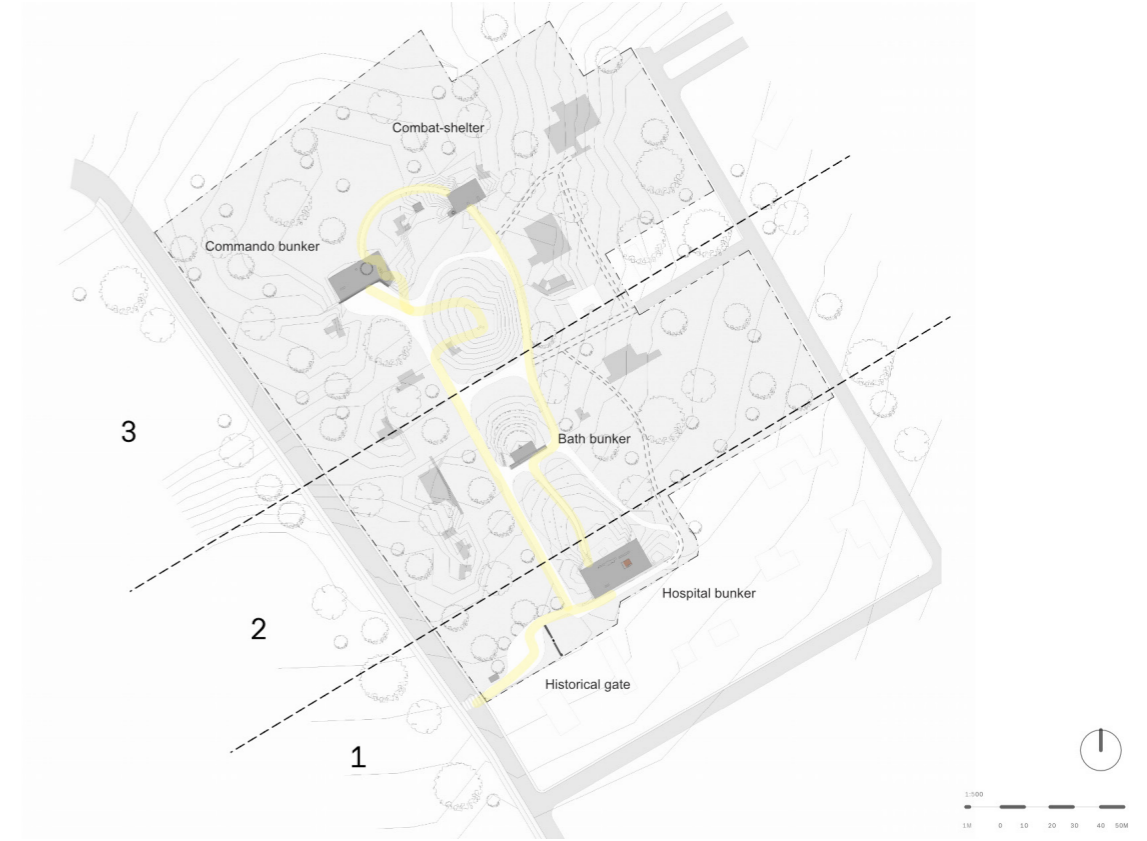 Combat-shelter
Commando bunker
3
Bath bunker
2
Hospital bunker
Historical gate
1
1:500
1M 0 10 20 30 40 50M